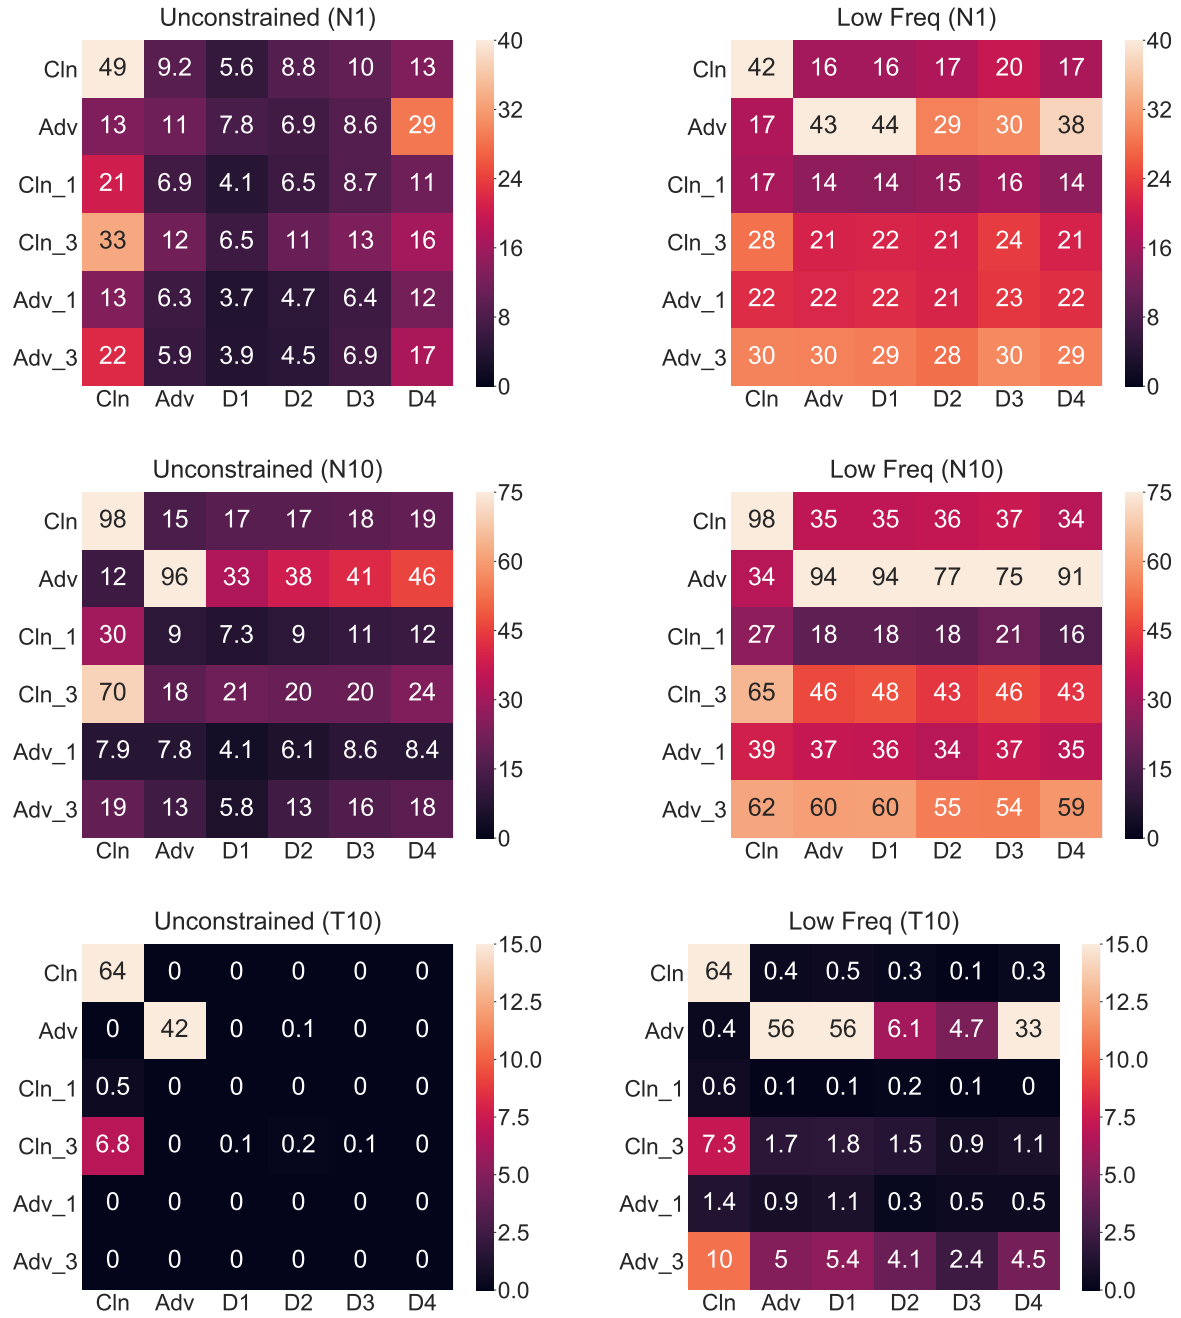 Unconstrained (N1)
Cln 49 9.2 5.6 8.8 10 13
Adv 13 11 7.8 6.9 8.6 29
Cln_1 21 6.9 4.1 6.5 8.7 11
Cln_3 33 12 6.5 11 13 16
Adv_1 13 6.3 3.7 4.7 6.4 12
Adv_3 22 5.9 3.9 4.5 6.9 17
Cln Adv D1 D2 D3 D4
40
32
24
16
8
0
Low Freq (N1)
Cln 42 16 16 17 20 17
Adv 17 43 44 29 30 38
Cln_1 17 14 14 15 16 14
Cln_3 28 21 22 21 24 21
Adv_1 22 22 22 21 23 22
Adv_3 30 30 29 28 30 29
Cln Adv D1 D2 D3 D4
40
32
24
16
8
0
Unconstrained (N10)
Cln 98 15 17 17 18 19
Adv 12 96 33 38 41 46
Cln_1 30 9 7.3 9 11 12
Cln_3 70 18 21 20 20 24
Adv_1 7.9 7.8 4.1 6.1 8.6 8.4
Adv_3 19 13 5.8 13 16 18
Cln Adv D1 D2 D3 D4
75
60
45
30
15
0
Low Freq (N10)
Cln 98 35 35 36 37 34
Adv 34 94 94 77 75 91
Cln_1 27 18 18 18 21 16
Cln_3 65 46 48 43 46 43
Adv_1 39 37 36 34 37 35
Adv_3 62 60 60 55 54 59
Cln Adv D1 D2 D3 D4
75
60
45
30
15
0
Unconstrained (T10)
Cln 64 0 0 0 0 0
Adv 0 42 0 0.1 0 0
Cln_1 0.5 0 0 0 0 0
Cln_3 6.8 0 0.1 0.2 0.1 0
Adv_1 0 0 0 0 0 0
Adv_3 0 0 0 0 0 0
Cln Adv D1 D2 D3 D4
15.0
12.5
10.0
7.5
5.0
2.5
0.0
Low Freq (T10)
Cln 64 0.4 0.5 0.3 0.1 0.3
Adv 0.4 56 56 6.1 4.7 33
Cln_1 0.6 0.1 0.1 0.2 0.1 0
Cln_3 7.3 1.7 1.8 1.5 0.9 1.1
Adv_1 1.4 0.9 1.1 0.3 0.5 0.5
Adv_3 10 5 5.4 4.1 2.4 4.5
Cln Adv D1 D2 D3 D4
15.0
12.5
10.0
7.5
5.0
2.5
0.0